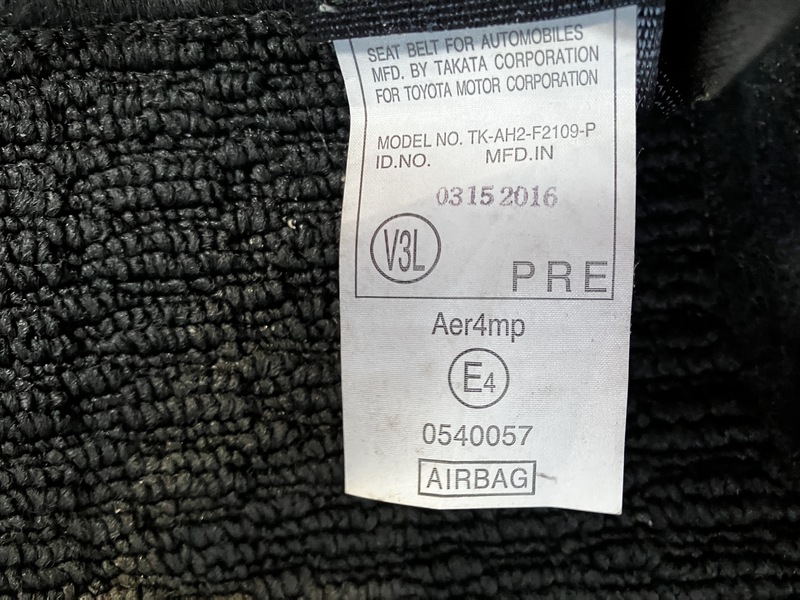 SEAT BELT FOR AUTOMOBILES
MFD. BY TAKATA CORPORATION
FOR TOYOTA MOTOR CORPORATION
MODEL NO. TK-AH2-F2109-P
ID.NO. MFD.IN
0315 2016
V3L
PRE
Aer4mp
E4
0540057
AIRBAG